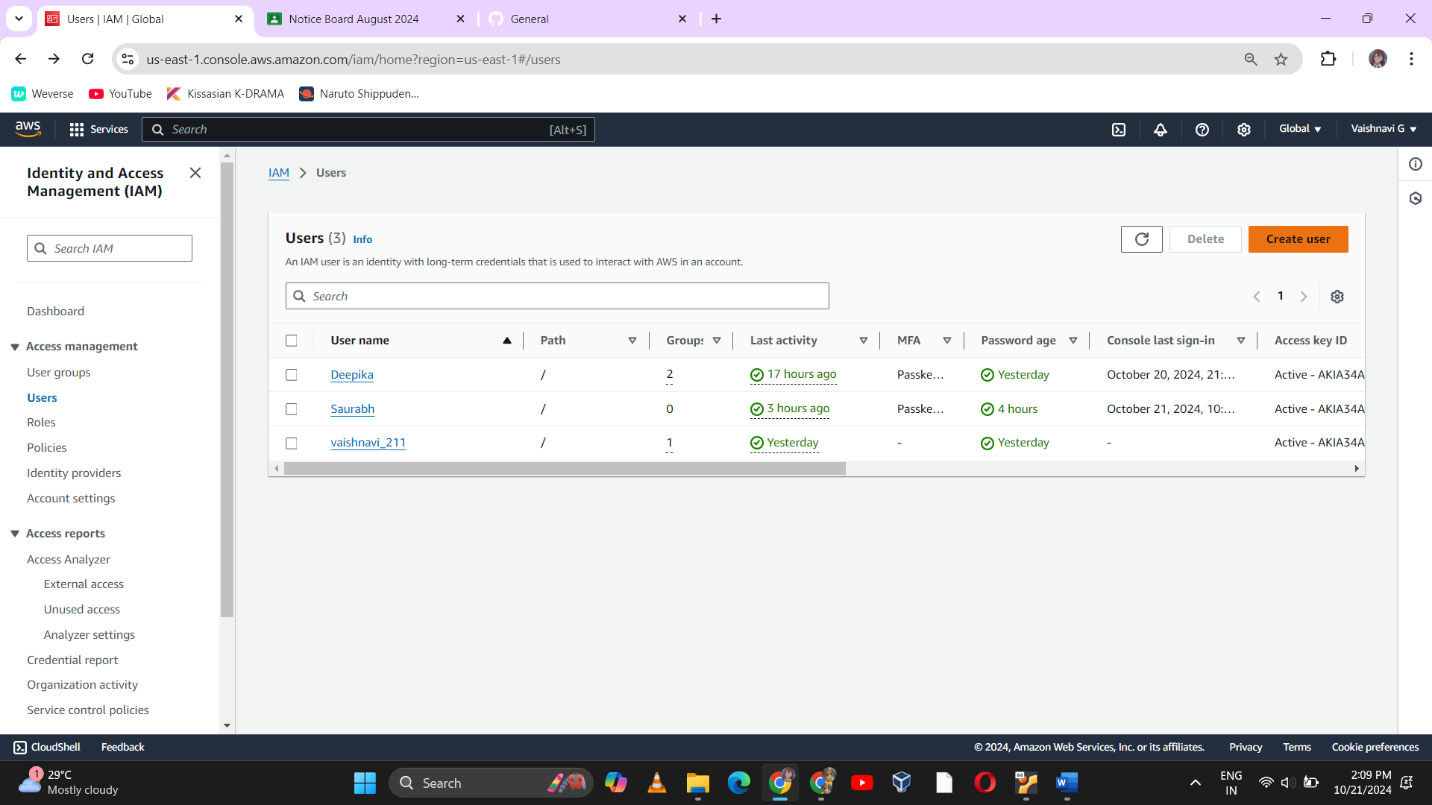 Users | IAM | Global
Notice Board August 2024
General
us-east-1.console.aws.amazon.com/iam/home?region=us-east-1#/users
Weverse
YouTube
Kissasian K-DRAMA
Naruto Shippuden...
aws
Services
Search
[Alt+S]
Global
Vaishnavi G
Identity and Access
Management (IAM)
Search IAM
Dashboard
Access management
User groups
Users
Roles
Policies
Identity providers
Account settings
Access reports
Access Analyzer
External access
Unused access
Analyzer settings
Credential report
Organization activity
Service control policies
IAM > Users
Users (3) Info
An IAM user is an identity with long-term credentials that is used to interact with AWS in an account.
Delete
Create user
Search
1
User name Path Groups Last activity MFA Password age Console last sign-in Access key ID
Deepika / 2 17 hours ago Passke... Yesterday October 20, 2024, 21:... Active - AKIA34A
Saurabh / 0 3 hours ago Passke... 4 hours October 21, 2024, 10:... Active - AKIA34A
vaishnavi_211 / 1 Yesterday - Yesterday - Active - AKIA34A
CloudShell
Feedback
© 2024, Amazon Web Services, Inc. or its affiliates.
Privacy
Terms
Cookie preferences
1
29°C
Mostly cloudy
Search
ENG
IN
2:09 PM
10/21/2024